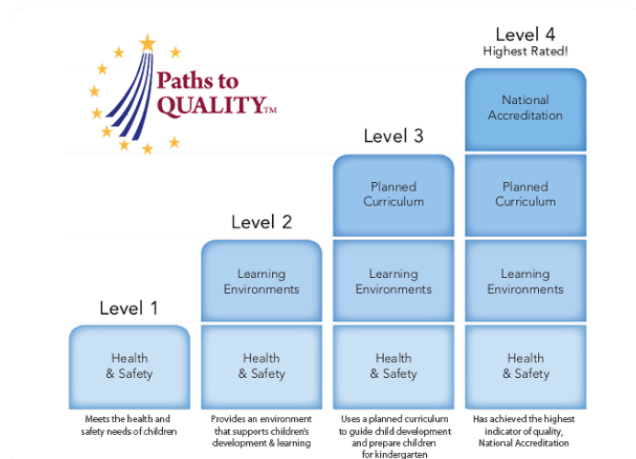 Level 4
Highest Rated!
Paths to
QUALITY™
National
Accreditation
Level 3
Planned
Curriculum
Planned
Curriculum
Level 2
Learning
Environments
Learning
Environments
Learning
Environments
Level 1
Health
& Safety
Health
& Safety
Health
& Safety
Health
& Safety
Meets the health and
safety needs of children
Provides an environment
that supports children's
development & learning
Uses a planned curriculum
to guide child development
and prepare children
for kindergarten
Has achieved the highest
indicator of quality,
National Accreditation